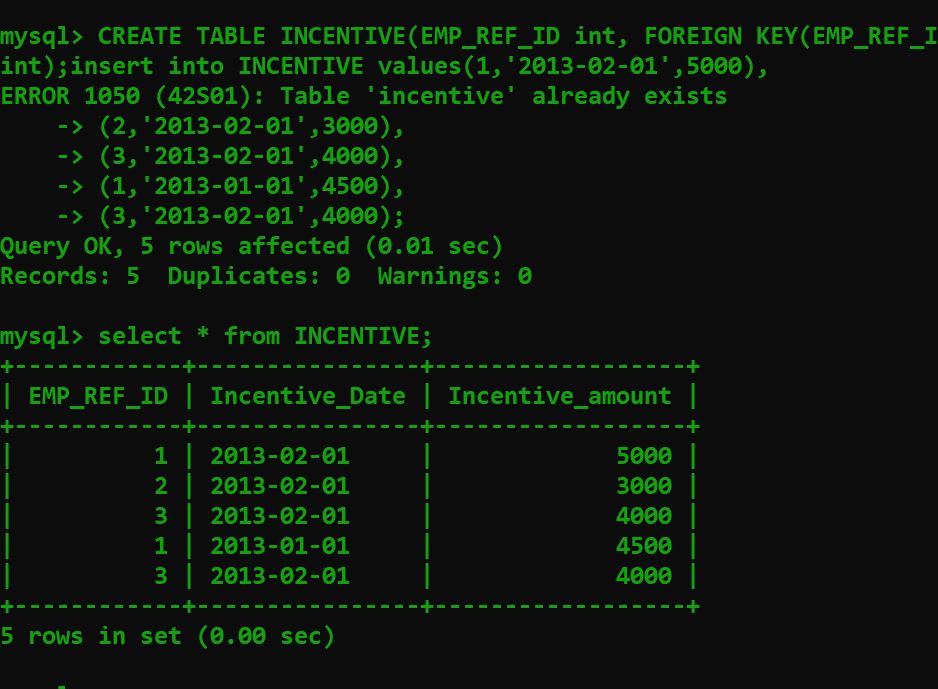 mysql> CREATE TABLE INCENTIVE(EMP_REF_ID int, FOREIGN KEY(EMP_REF_I
int);insert into INCENTIVE values(1,'2013-02-01',5000),
ERROR 1050 (42S01): Table 'incentive' already exists
    -> (2,'2013-02-01',3000),
    -> (3,'2013-02-01',4000),
    -> (1,'2013-01-01',4500),
    -> (3,'2013-02-01',4000);
Query OK, 5 rows affected (0.01 sec)
Records: 5  Duplicates: 0  Warnings: 0

mysql> select * from INCENTIVE;
+------------+----------------+------------------+
| EMP_REF_ID | Incentive_Date | Incentive_amount |
+------------+----------------+------------------+
|          1 | 2013-02-01     |             5000 |
|          2 | 2013-02-01     |             3000 |
|          3 | 2013-02-01     |             4000 |
|          1 | 2013-01-01     |             4500 |
|          3 | 2013-02-01     |             4000 |
+------------+----------------+------------------+
5 rows in set (0.00 sec)